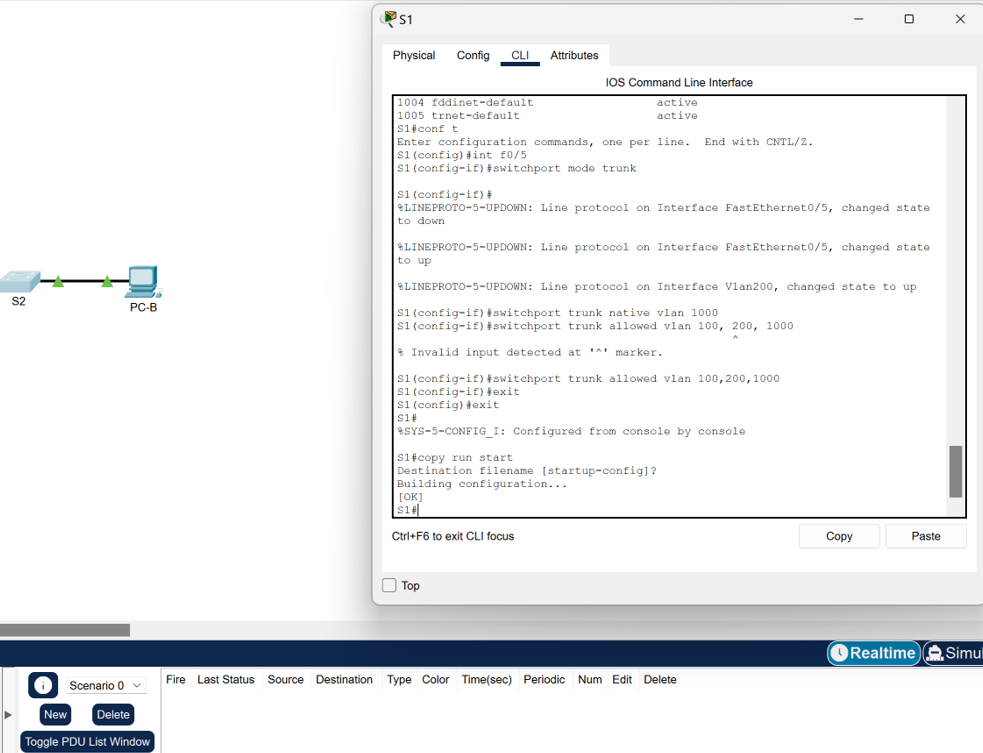 S1
Physical Config CLI Attributes
IOS Command Line Interface
1004 fddinet-default active
1005 trnet-default active
S1#conf t
Enter configuration commands, one per line. End with CNTL/Z.
S1(config)#int f0/5
S1(config-if)#switchport mode trunk
S1(config-if)#
%LINEPROTO-5-UPDOWN: Line protocol on Interface FastEthernet0/5, changed state
to down
%LINEPROTO-5-UPDOWN: Line protocol on Interface FastEthernet0/5, changed state
to up
%LINEPROTO-5-UPDOWN: Line protocol on Interface Vlan200, changed state to up
S1(config-if)#switchport trunk native vlan 1000
S1(config-if)#switchport trunk allowed vlan 100, 200, 1000
^
% Invalid input detected at '^' marker.
S1(config-if)#switchport trunk allowed vlan 100,200,1000
S1(config-if)#exit
S1(config)#exit
S1#
%SYS-5-CONFIG_I: Configured from console by console
S1#copy run start
Destination filename [startup-config]?
Building configuration...
[OK]
S1#
Ctrl+F6 to exit CLI focus
Copy Paste
Top
S2
PC-B
Realtime Simul
Scenario 0
New Delete
Toggle PDU List Window
Fire Last Status Source Destination Type Color Time(sec) Periodic Num Edit Delete